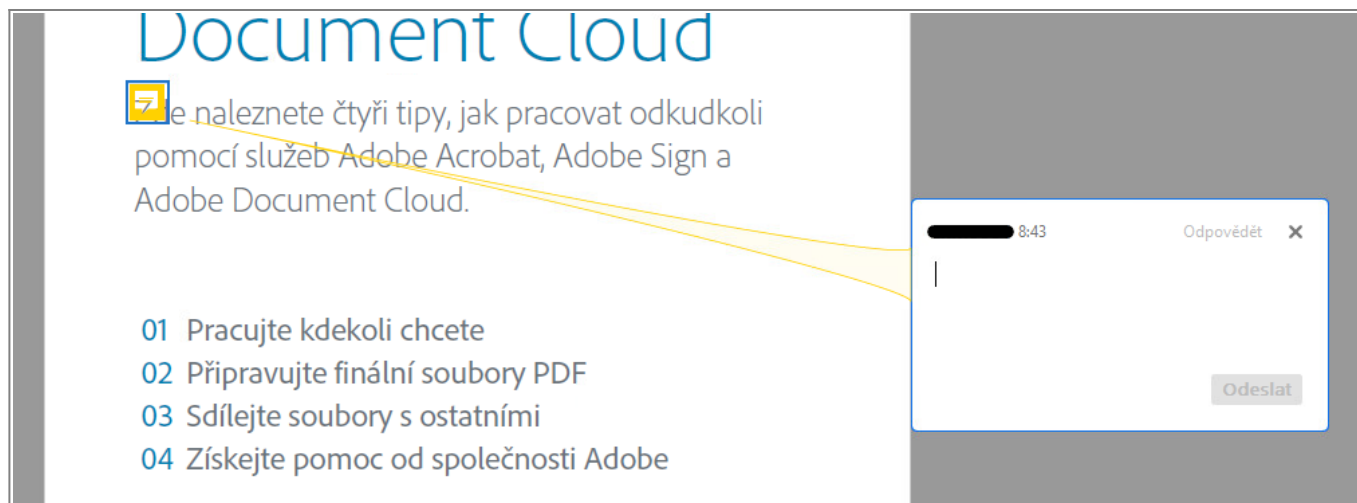 Document Cloud
naleznete čtyři tipy, jak pracovat odkudkoli
pomocí služeb Adobe Acrobat, Adobe Sign a
Adobe Document Cloud.
8:43 Odpovědět
Odeslat
01 Pracujte kdekoli chcete
02 Připravujte finální soubory PDF
03 Sdílejte soubory s ostatními
04 Získejte pomoc od společnosti Adobe